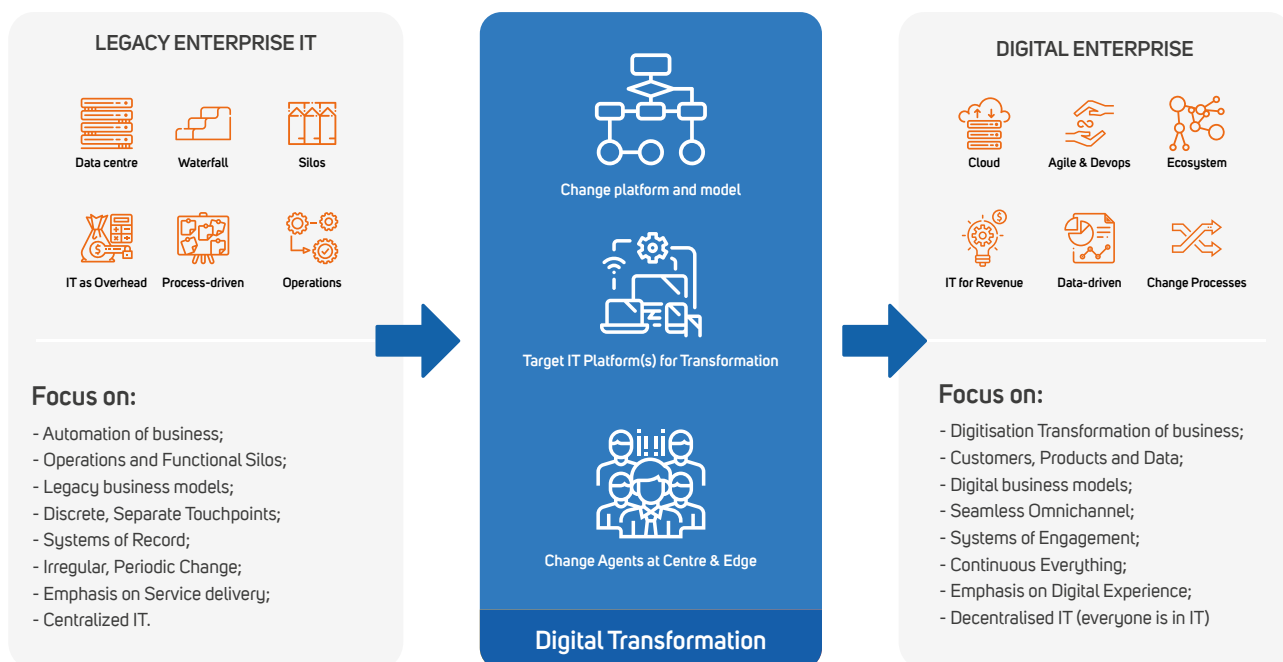 LEGACY ENTERPRISE IT
Data centre
Waterfall
Silos
IT as Overhead
Process-driven
Operations
Focus on:
- Automation of business;
- Operations and Functional Silos;
- Legacy business models;
- Discrete, Separate Touchpoints;
- Systems of Record;
- Irregular, Periodic Change;
- Emphasis on Service delivery;
- Centralized IT.
Change platform and model
Target IT Platform(s) for Transformation
Change Agents at Centre & Edge
Digital Transformation
DIGITAL ENTERPRISE
Cloud
Agile & Devops
Ecosystem
IT for Revenue
Data-driven
Change Processes
Focus on:
- Digitisation Transformation of business;
- Customers, Products and Data;
- Digital business models;
- Seamless Omnichannel;
- Systems of Engagement;
- Continuous Everything;
- Emphasis on Digital Experience;
- Decentralised IT (everyone is in IT)